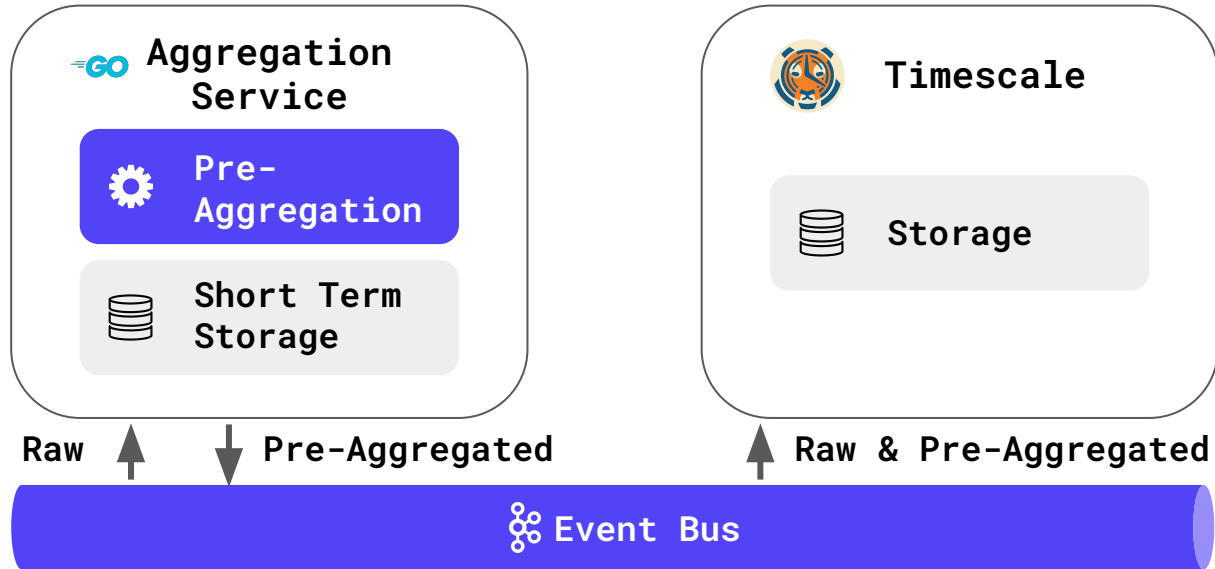 GO
Aggregation
Service
Pre-
Aggregation
Short Term
Storage
Timescale
Storage
Raw
Pre-Aggregated
Raw & Pre-Aggregated
Event Bus